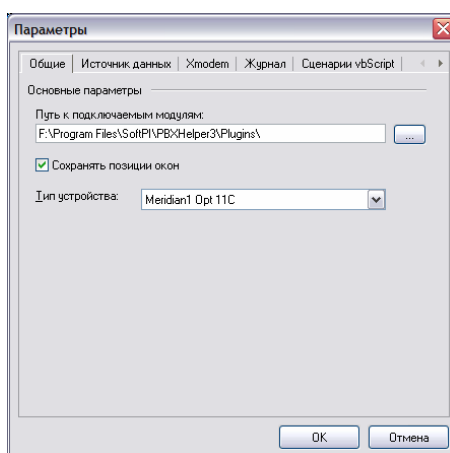 Параметры
Общие Источник данных Xmodem Журнал Сценарии vbScript
Основные параметры
Путь к подключаемым модулям:
F:\Program Files\SoftPI\PBXHelper3\Plugins\ ...
Сохранять позиции окон
Тип устройства: Meridian1 Opt 11C
OK Отмена